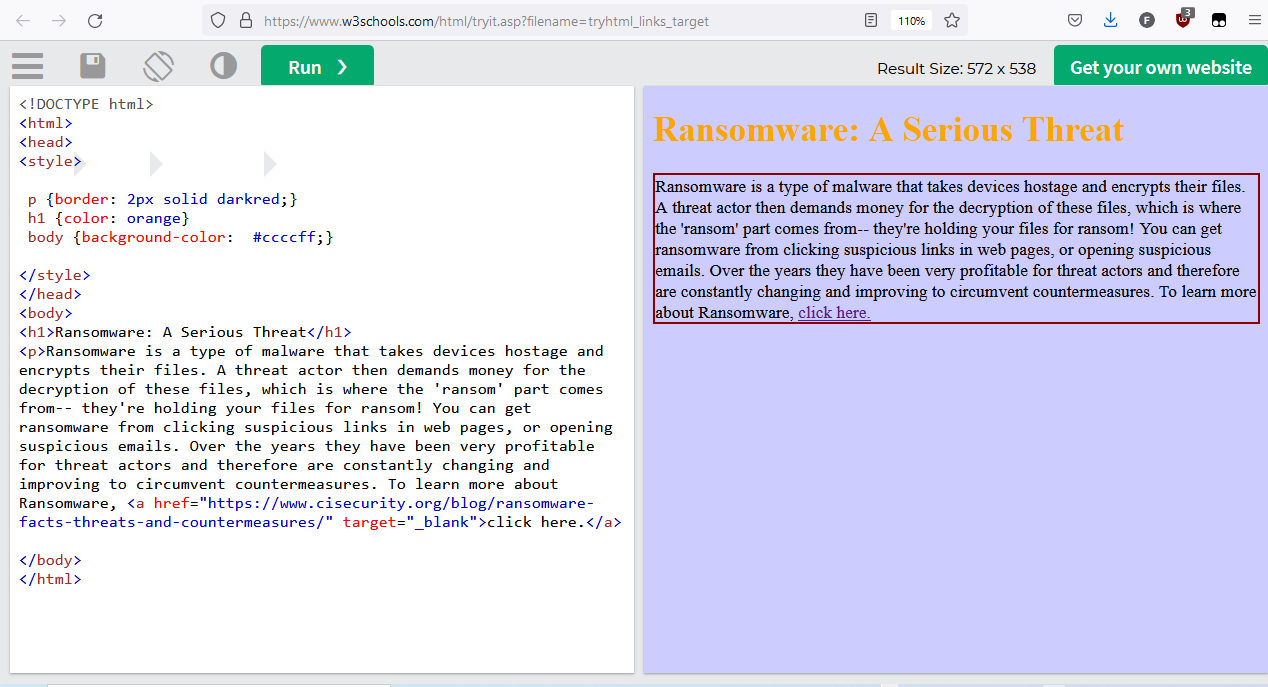 https://www.w3schools.com/html/tryit.asp?filename=tryhtml_links_target
110%
F
3
Run ❯
Result Size: 572 x 538
Get your own website
<!DOCTYPE html>
<html>
<head>
<style>
p {border: 2px solid darkred;}
h1 {color: orange}
body {background-color:  #ccccff;}
</style>
</head>
<body>
<h1>Ransomware: A Serious Threat</h1>
<p>Ransomware is a type of malware that takes devices hostage and
encrypts their files. A threat actor then demands money for the
decryption of these files, which is where the 'ransom' part comes
from-- they're holding your files for ransom! You can get
ransomware from clicking suspicious links in web pages, or opening
suspicious emails. Over the years they have been very profitable
for threat actors and therefore are constantly changing and
improving to circumvent countermeasures. To learn more about
Ransomware, <a href="https://www.cisecurity.org/blog/ransomware-
facts-threats-and-countermeasures/" target="_blank">click here.</a>
</body>
</html>
Ransomware: A Serious Threat
Ransomware is a type of malware that takes devices hostage and encrypts their files.
A threat actor then demands money for the decryption of these files, which is where
the 'ransom' part comes from-- they're holding your files for ransom! You can get
ransomware from clicking suspicious links in web pages, or opening suspicious
emails. Over the years they have been very profitable for threat actors and therefore
are constantly changing and improving to circumvent countermeasures. To learn more
about Ransomware, click here.